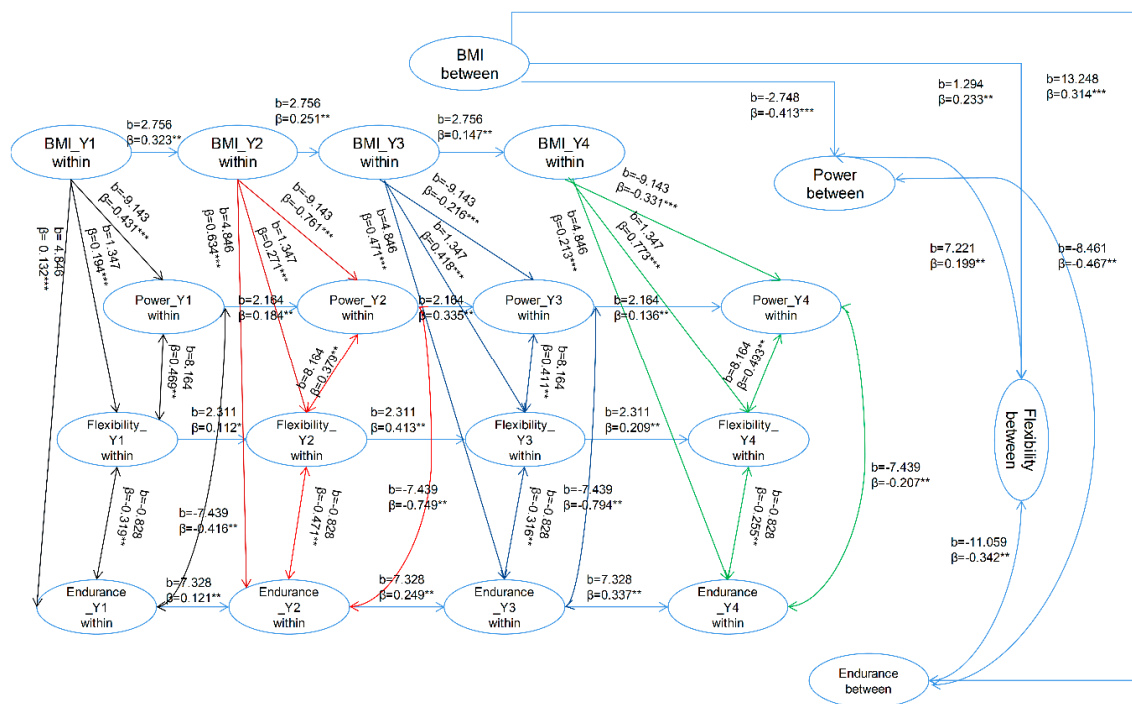 BMI
between
b=1.294
β=0.233**
b=13.248
β=0.314***
b=-2.748
β=-0.413***
b=2.756
β=0.323**
b=2.756
β=0.251**
b=2.756
β=0.147**
BMI_Y1
within
BMI_Y2
within
BMI_Y3
within
BMI_Y4
within
Power
between
b=-9.143
β=-0.431***
b=1.347
β=0.194***
b= 4.846
β= 0.132***
b=-9.143
β=-0.761***
b=1.347
β=0.271***
b=4.846
β=0.634***
b=-9.143
β=-0.216***
b=1.347
β=0.418***
b=4.846
β=0.471***
b=-9.143
β=-0.331***
b=1.347
β=0.773***
b=4.846
β=0.213***
b=7.221
β=0.199**
b=-8.461
β=-0.467**
Power_Y1
within
b=2.164
β=0.184**
Power_Y2
within
b=2.164
β=0.335**
Power_Y3
within
b=2.164
β=0.136**
Power_Y4
within
b=8.164
β=0.469**
b=8.164
β=0.379**
b=8.164
β=0.411**
b=8.164
β=0.493**
Flexibility_
Y1
within
b=2.311
β=0.112*
Flexibility_
Y2
within
b=2.311
β=0.413**
Flexibility_
Y3
within
b=2.311
β=0.209**
Flexibility_
Y4
within
Flexibility
between
b=-0.828
β=-0.319**
b=-7.439
β=-0.416**
b=-0.828
β=-0.471**
b=-7.439
β=-0.749**
b=-0.828
β=-0.316**
b=-7.439
β=-0.794**
b=-0.828
β=-0.255**
b=-7.439
β=-0.207**
b=-11.059
β=-0.342**
Endurance
_Y1
within
b=7.328
β=0.121**
Endurance
_Y2
within
b=7.328
β=0.249**
Endurance
_Y3
within
b=7.328
β=0.337**
Endurance
_Y4
within
Endurance
between